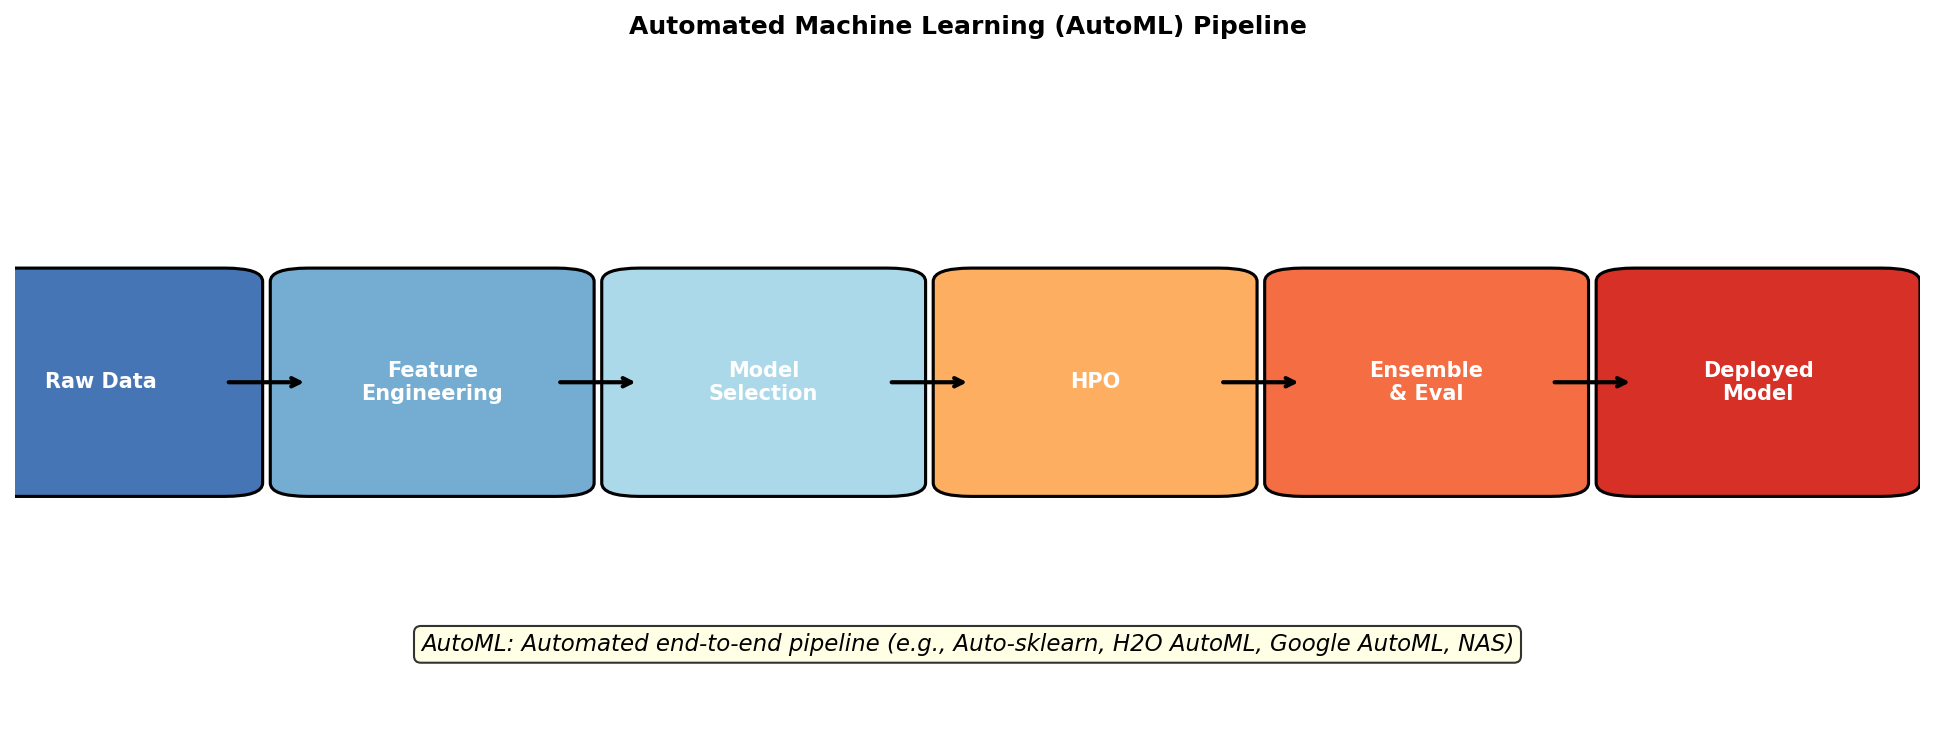 Automated Machine Learning (AutoML) Pipeline
Raw Data
Feature
Engineering
Model
Selection
HPO
Ensemble
& Eval
Deployed
Model
AutoML: Automated end-to-end pipeline (e.g., Auto-sklearn, H2O AutoML, Google AutoML, NAS)